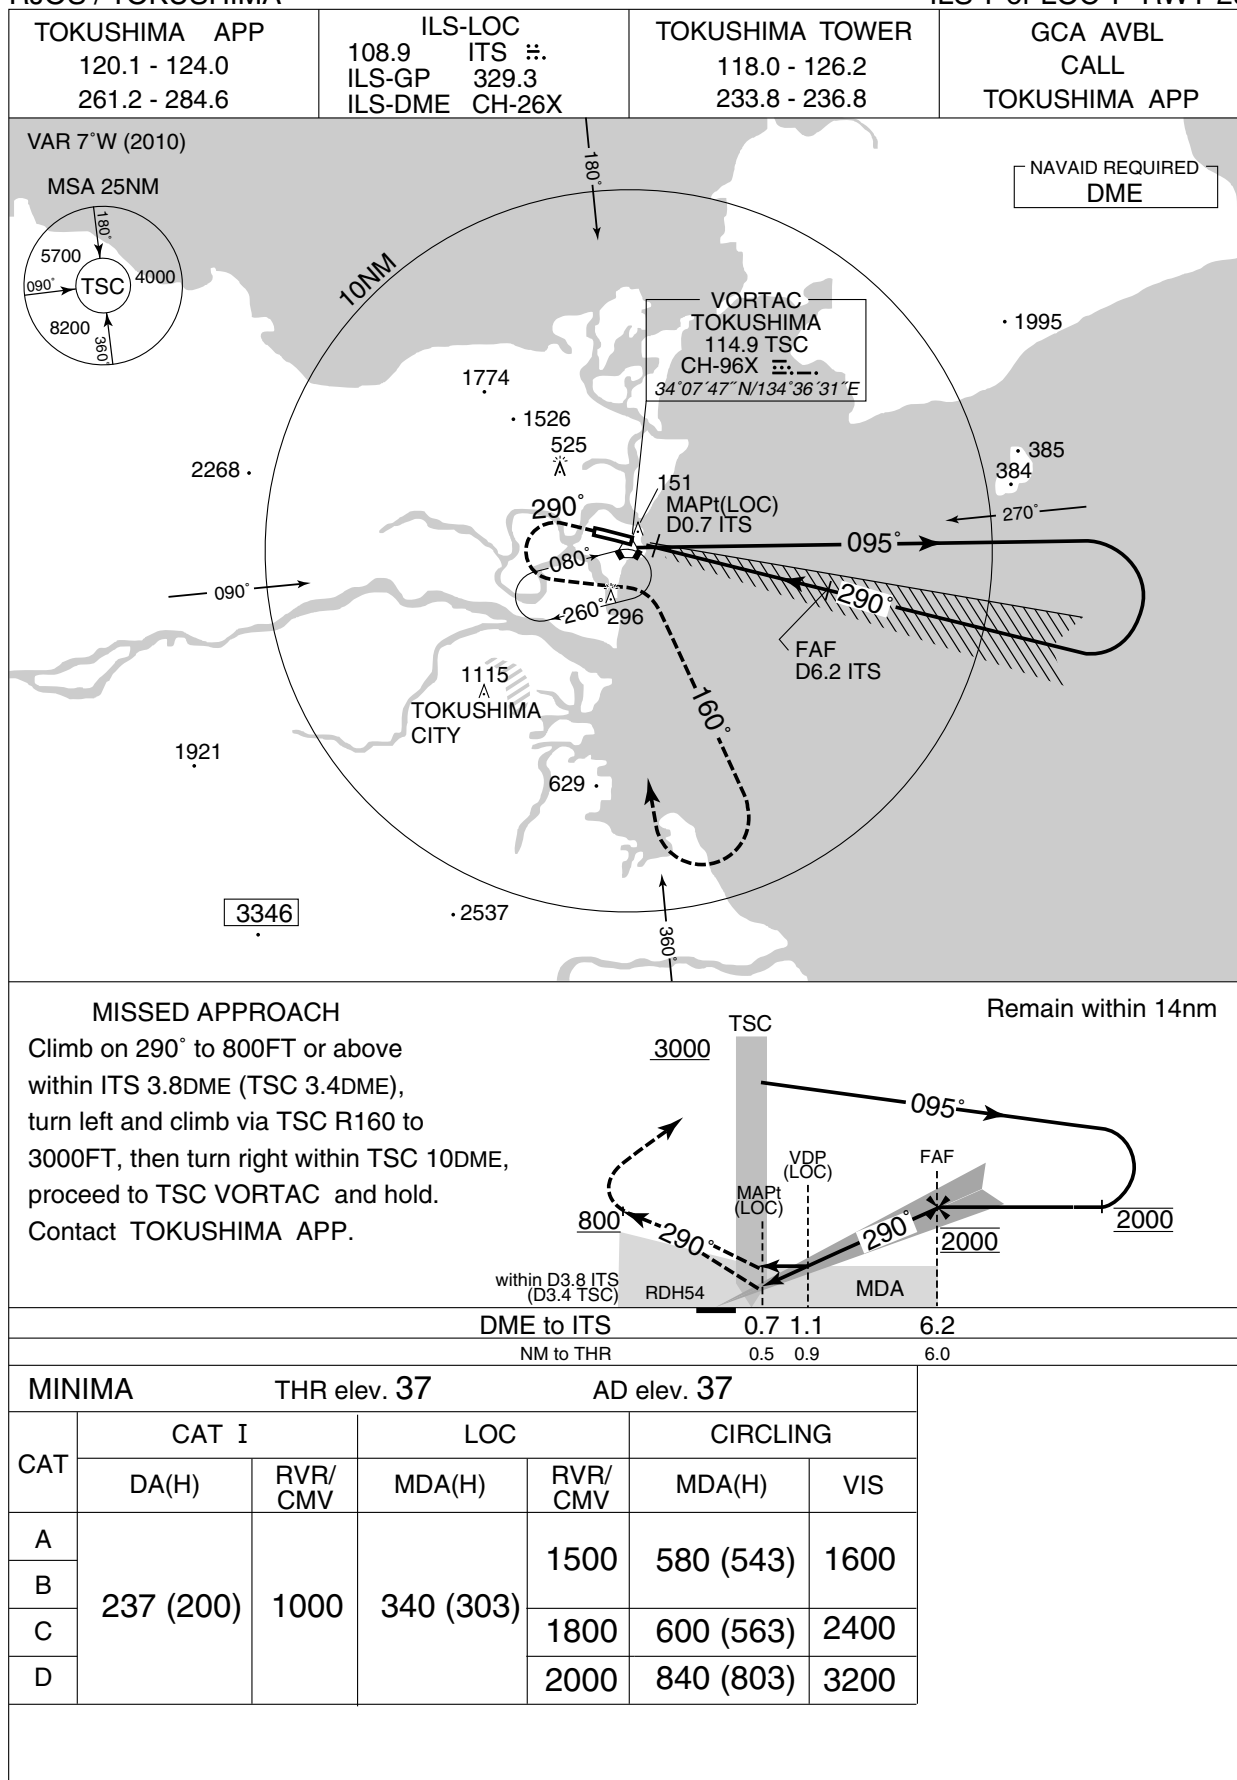 RJOS / TOKUSHIMA
TOKUSHIMA APP
120.1 - 124.0
261.2 - 284.6
ILS-LOC
108.9 ITS
ILS-GP 329.3
ILS-DME CH-26X
TOKUSHIMA TOWER
118.0 - 126.2
233.8 - 236.8
GCA AVBL
CALL
TOKUSHIMA APP
VAR 7°W (2010)
MSA 25NM
180°
5700
4000
090°
TSC
8200
360°
180°
NAVAID REQUIRED
DME
10NM
VORTAC
TOKUSHIMA
114.9 TSC
CH-96X
34°07′47″N/134°36′31″E
1995
1774
1526
525
2268
385
384
151
MAPt(LOC)
D0.7 ITS
290°
270°
095°
080°
090°
290°
260°
296
FAF
D6.2 ITS
1115
TOKUSHIMA
CITY
160°
1921
629
3346
2537
360°
MISSED APPROACH
Climb on 290° to 800FT or above
within ITS 3.8DME (TSC 3.4DME),
turn left and climb via TSC R160 to
3000FT, then turn right within TSC 10DME,
proceed to TSC VORTAC and hold.
Contact TOKUSHIMA APP.
Remain within 14nm
TSC
3000
095°
VDP
(LOC)
FAF
MAPt
(LOC)
800
290°
290°
2000
2000
within D3.8 ITS
(D3.4 TSC)
RDH54
MDA
DME to ITS 0.7 1.1 6.2
NM to THR 0.5 0.9 6.0
MINIMA THR elev. 37 AD elev. 37
CAT CAT I LOC CIRCLING
DA(H) RVR/CMV MDA(H) RVR/CMV MDA(H) VIS
A
B
C
D
237 (200) 1000 340 (303)
1500 580 (543) 1600
1800 600 (563) 2400
2000 840 (803) 3200